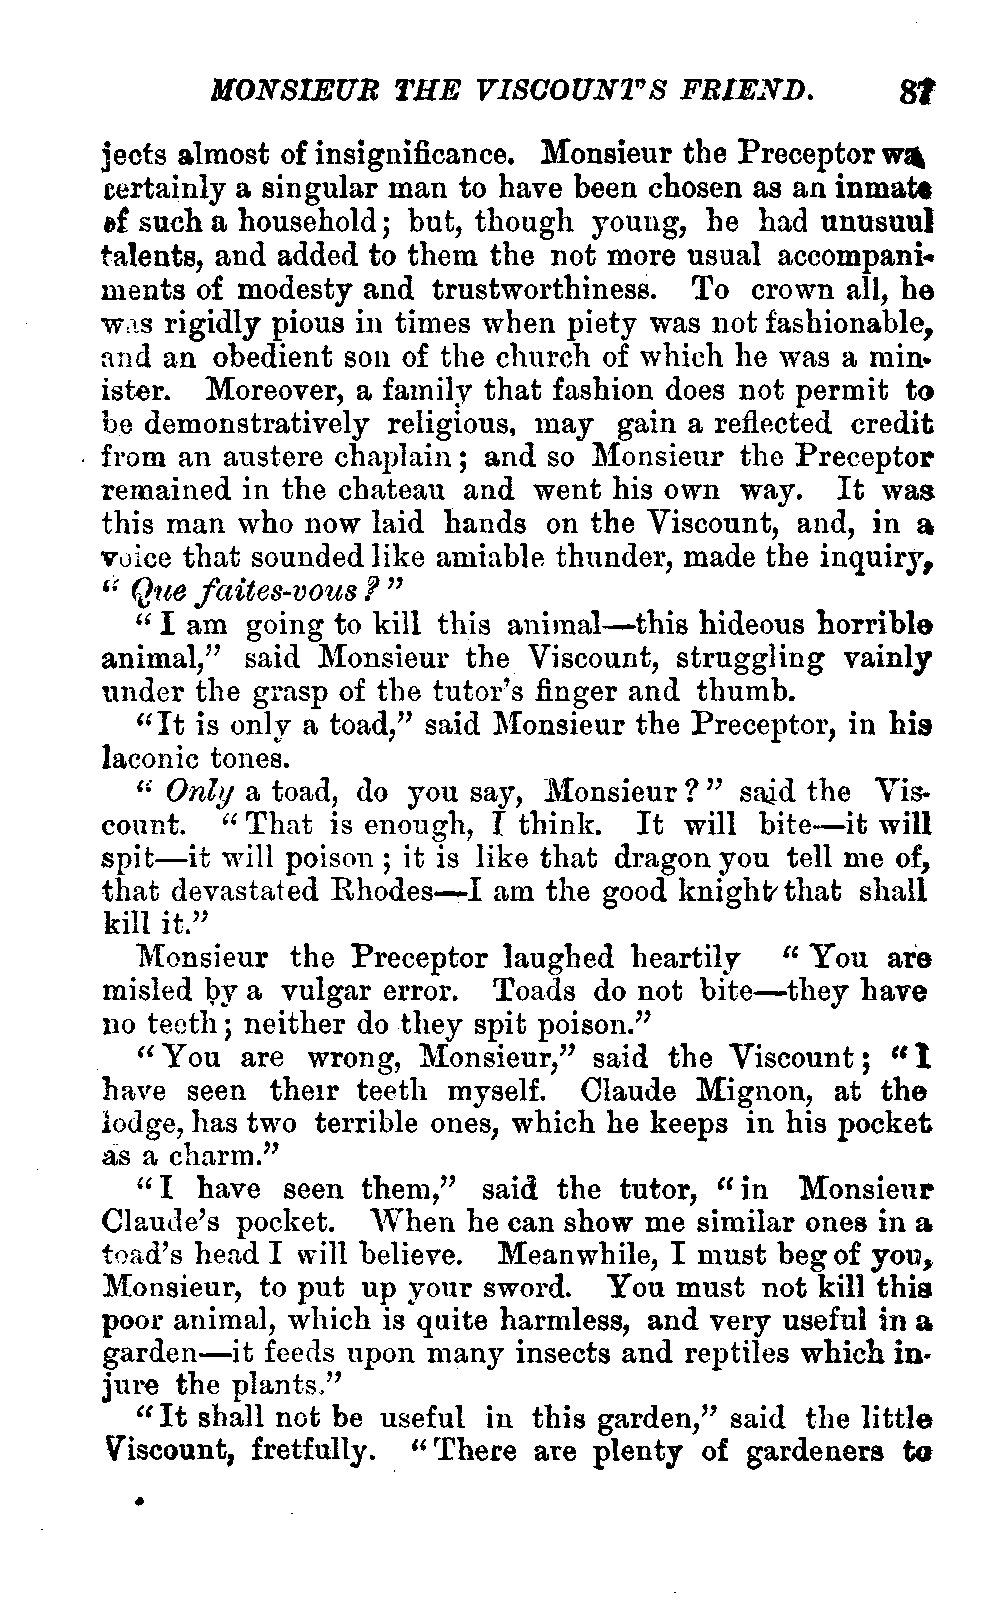 MONSIEUR THE VISCOUNT'S FRIEND. 87
jects almost of insignificance. Monsieur the Preceptor was
certainly a singular man to have been chosen as an inmate
of such a household; but, though young, he had unusual
talents, and added to them the not more usual accompani-
ments of modesty and trustworthiness. To crown all, he
was rigidly pious in times when piety was not fashionable,
and an obedient son of the church of which he was a min-
ister. Moreover, a family that fashion does not permit to
be demonstratively religious, may gain a reflected credit
from an austere chaplain; and so Monsieur the Preceptor
remained in the chateau and went his own way. It was
this man who now laid hands on the Viscount, and, in a
voice that sounded like amiable thunder, made the inquiry,
"Que faites-vous?"
"I am going to kill this animal—this hideous horrible
animal," said Monsieur the Viscount, struggling vainly
under the grasp of the tutor's finger and thumb.
"It is only a toad," said Monsieur the Preceptor, in his
laconic tones.
"Only a toad, do you say, Monsieur?" said the Vis-
count. "That is enough, I think. It will bite—it will
spit—it will poison; it is like that dragon you tell me of,
that devastated Rhodes—I am the good knight that shall
kill it."
Monsieur the Preceptor laughed heartily "You are
misled by a vulgar error. Toads do not bite—they have
no teeth; neither do they spit poison."
"You are wrong, Monsieur," said the Viscount; "I
have seen their teeth myself. Claude Mignon, at the
lodge, has two terrible ones, which he keeps in his pocket
as a charm."
"I have seen them," said the tutor, "in Monsieur
Claude's pocket. When he can show me similar ones in a
toad's head I will believe. Meanwhile, I must beg of you,
Monsieur, to put up your sword. You must not kill this
poor animal, which is quite harmless, and very useful in a
garden—it feeds upon many insects and reptiles which in-
jure the plants."
"It shall not be useful in this garden," said the little
Viscount, fretfully. "There are plenty of gardeners to